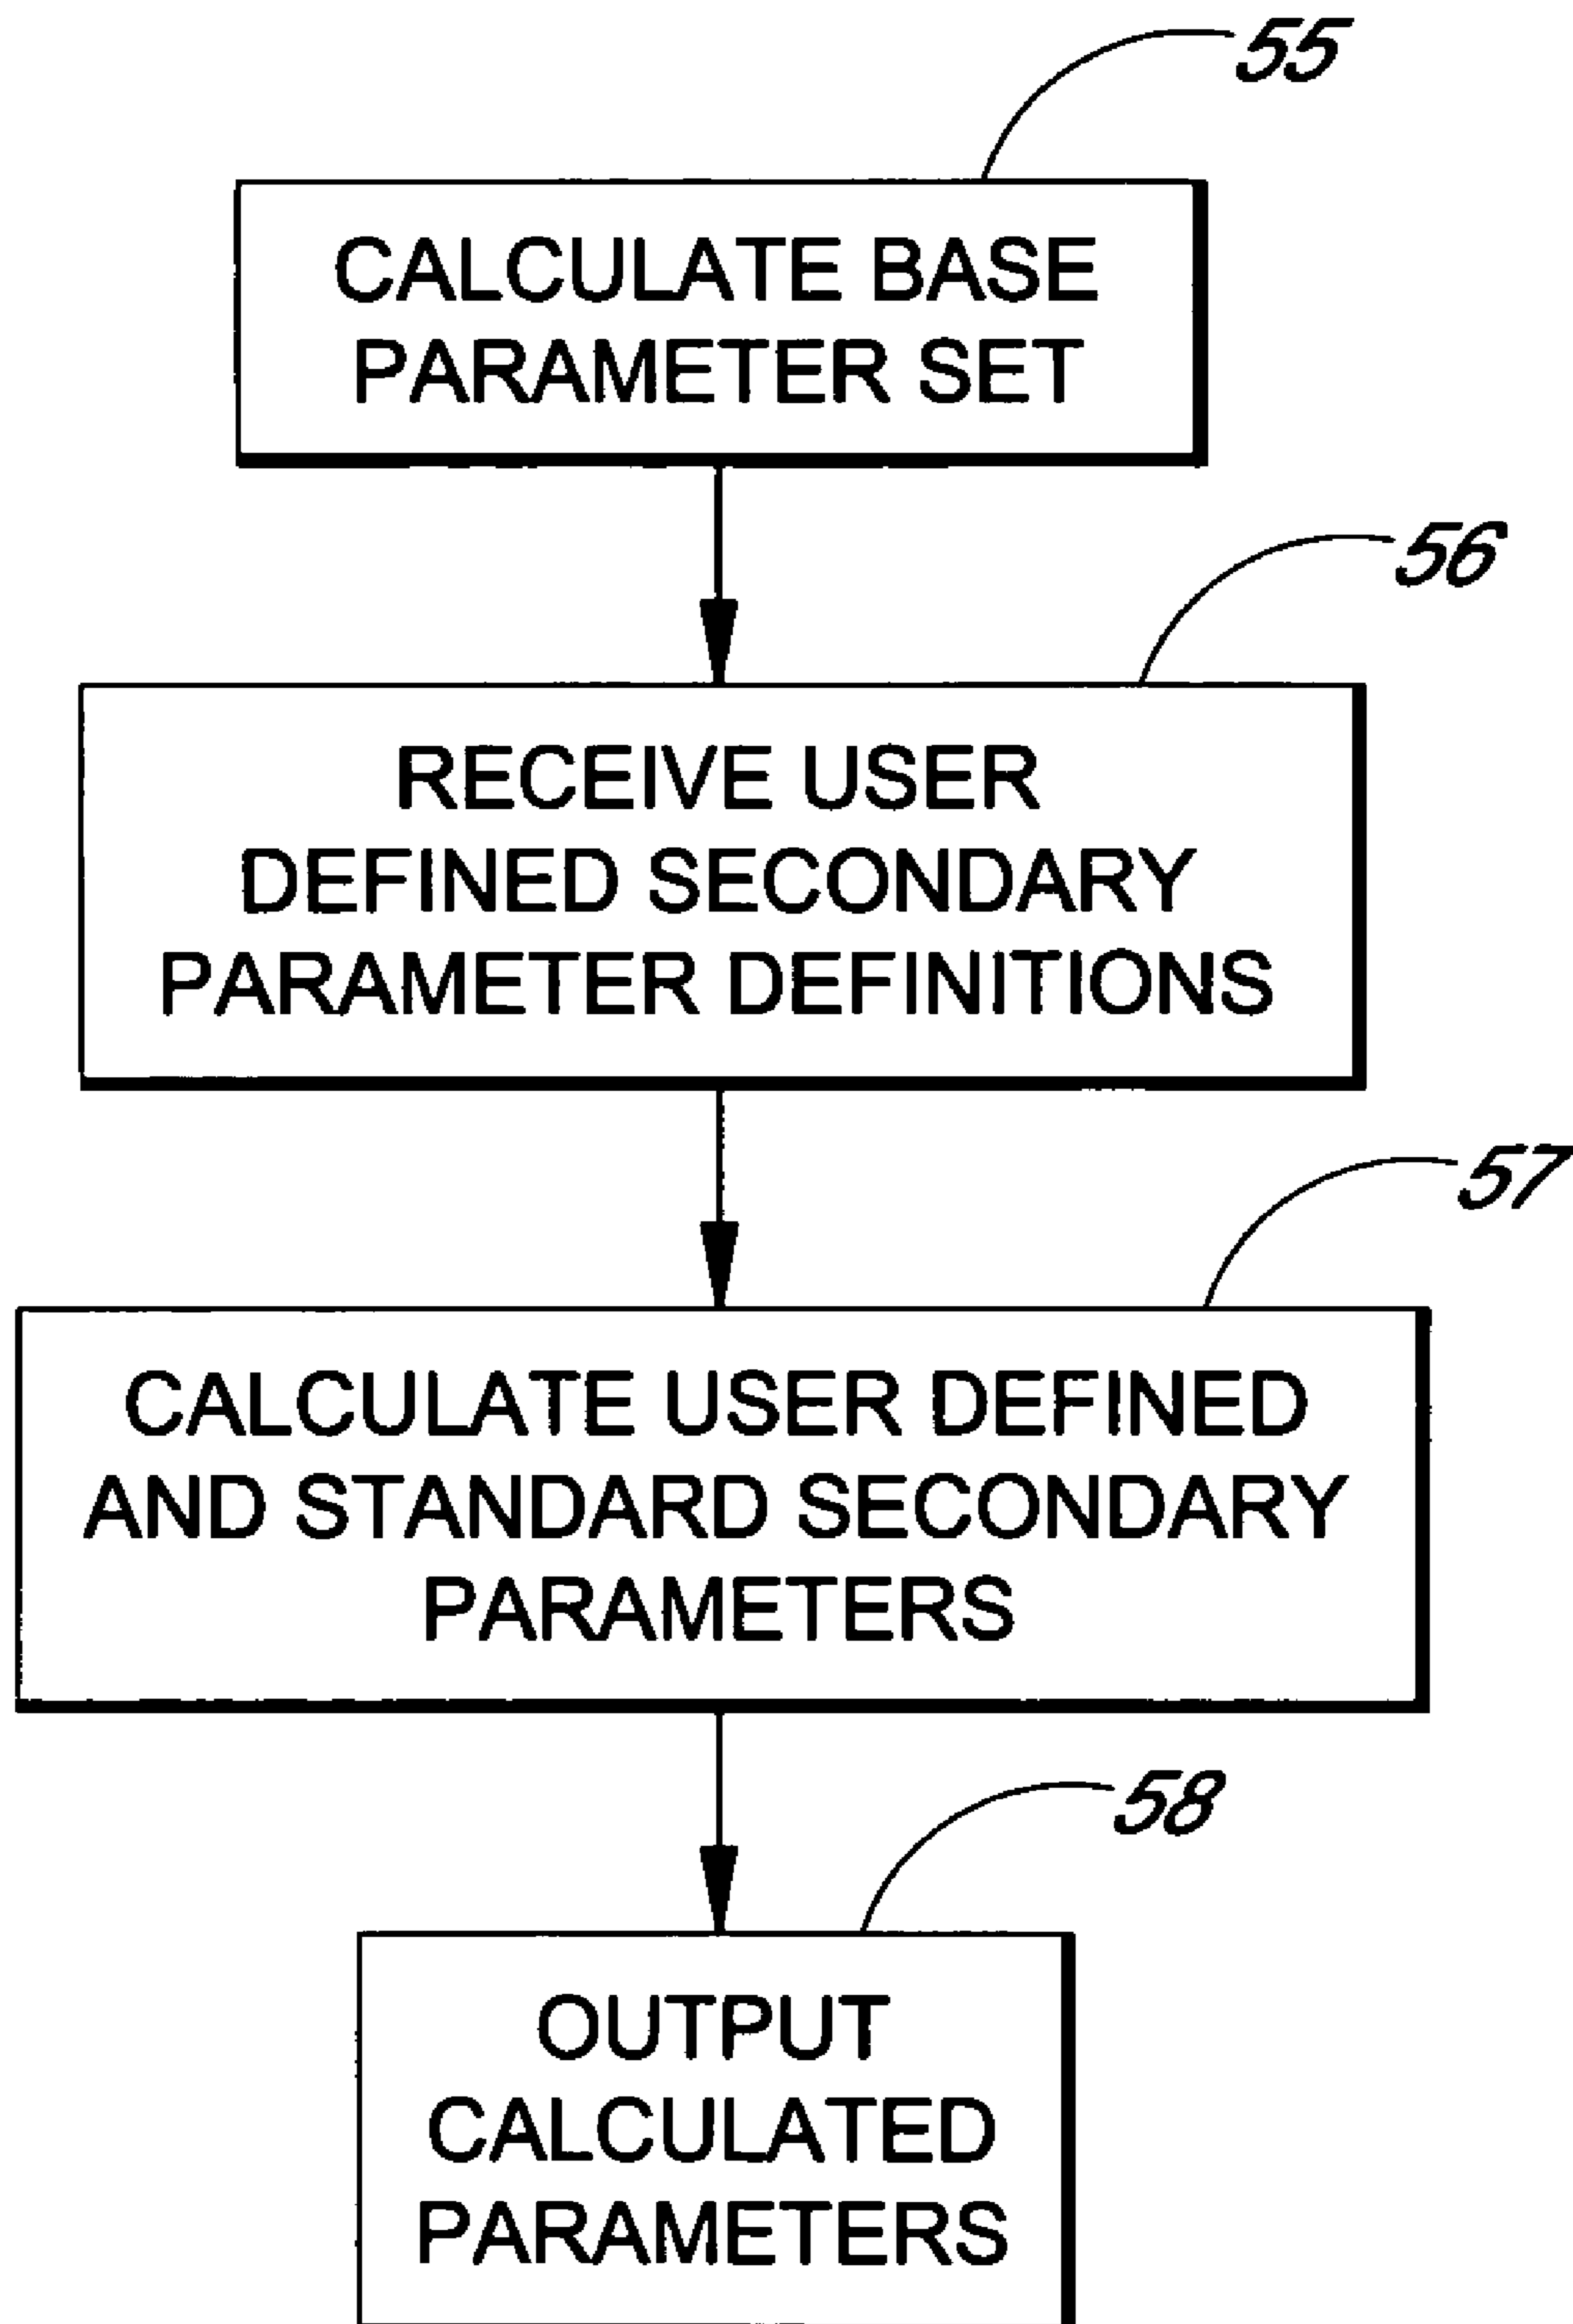 55
CALCULATE BASE
PARAMETER SET
56
RECEIVE USER
DEFINED SECONDARY
PARAMETER DEFINITIONS
57
CALCULATE USER DEFINED
AND STANDARD SECONDARY
PARAMETERS
58
OUTPUT
CALCULATED
PARAMETERS